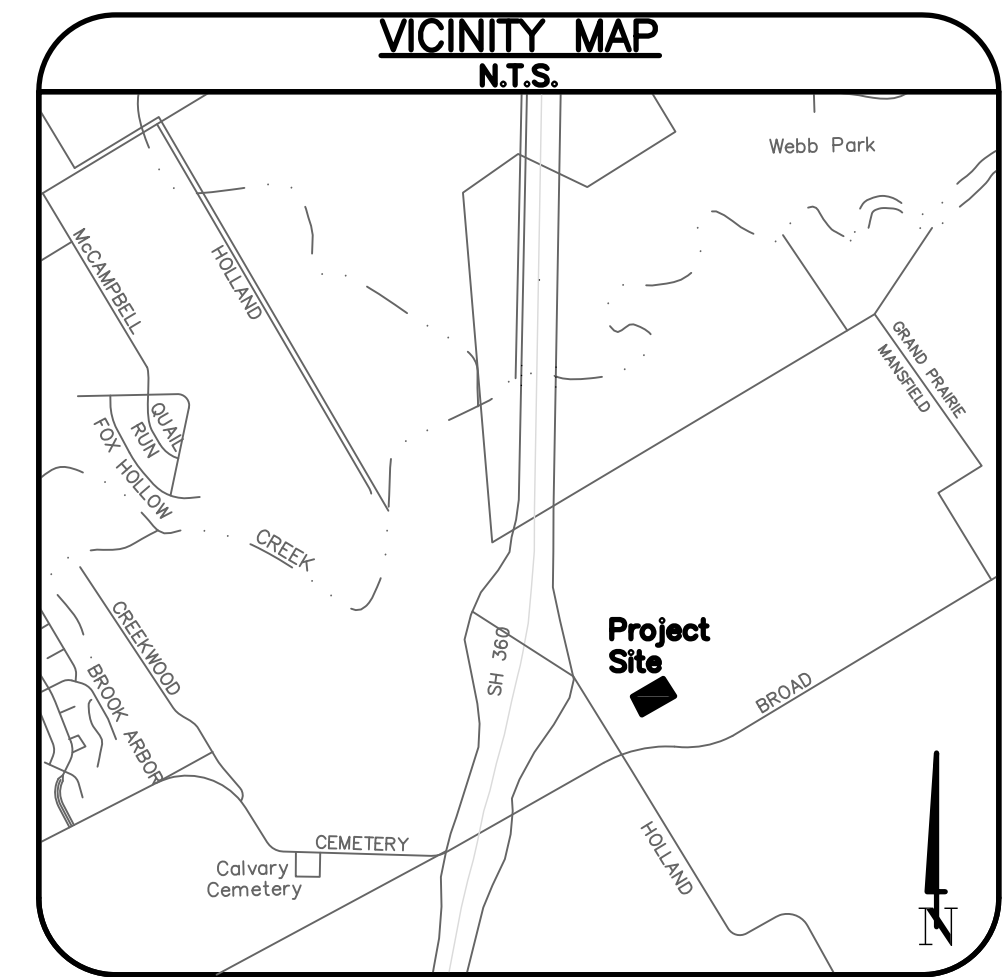 VICINITY MAP
N.T.S.
Webb Park
McCAMPBELL
HOLLAND
GRAND PRAIRIE
MANSFIELD
QUAIL
RUN
FOX HOLLOW
CREEK
CREEKWOOD
BROOK ARBOR
SH 360
Project
Site
BROAD
CEMETERY
Calvary
Cemetery
HOLLAND
N